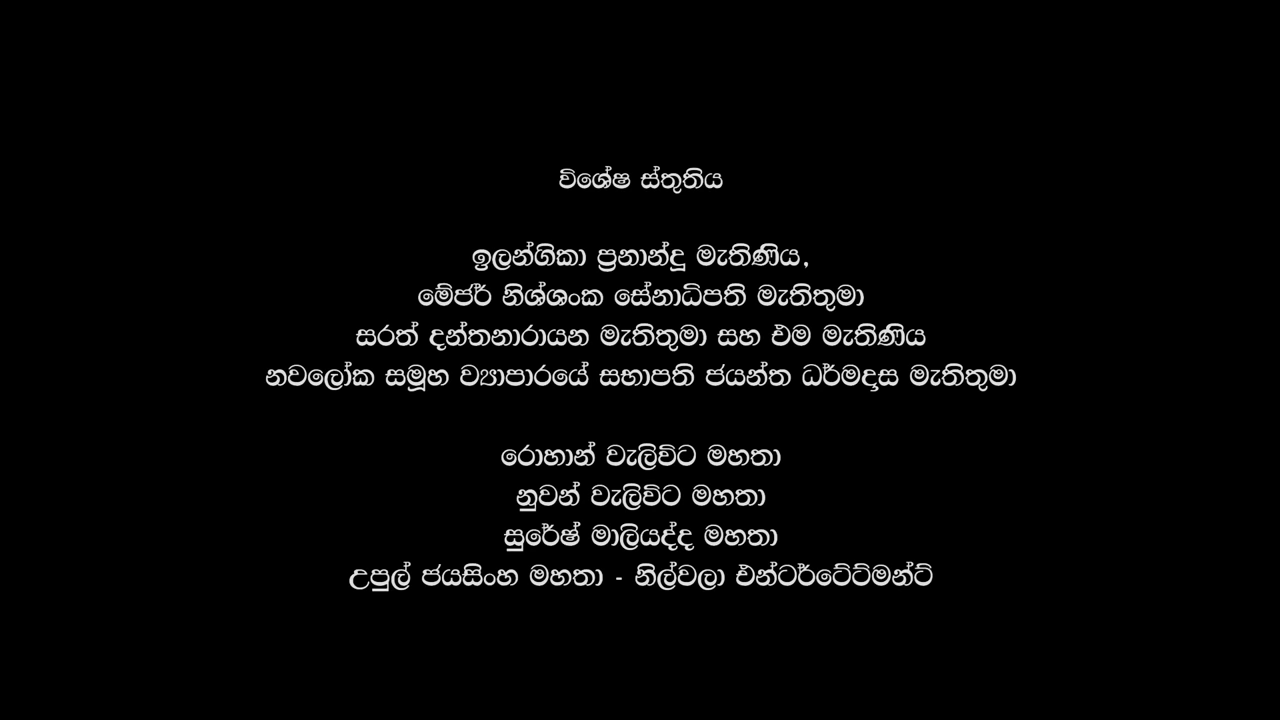 විශේෂ ස්තුතිය
ඉලන්ගිකා ප්‍රනාන්දූ මැතිණිය,
මේජර් නිශ්ශංක සේනාධිපති මැතිතුමා
සරත් දන්තනාරායන මැතිතුමා සහ එම මැතිණිය
නවලෝක සමූහ ව්‍යාපාරයේ සභාපති ජයන්ත ධර්මදාස මැතිතුමා
රොහාන් වැලිවිට මහතා
නුවන් වැලිවිට මහතා
සුරේෂ් මාලියද්ද මහතා
උපුල් ජයසිංහ මහතා - නිල්වලා එන්ටර්ටේට්මන්ට්